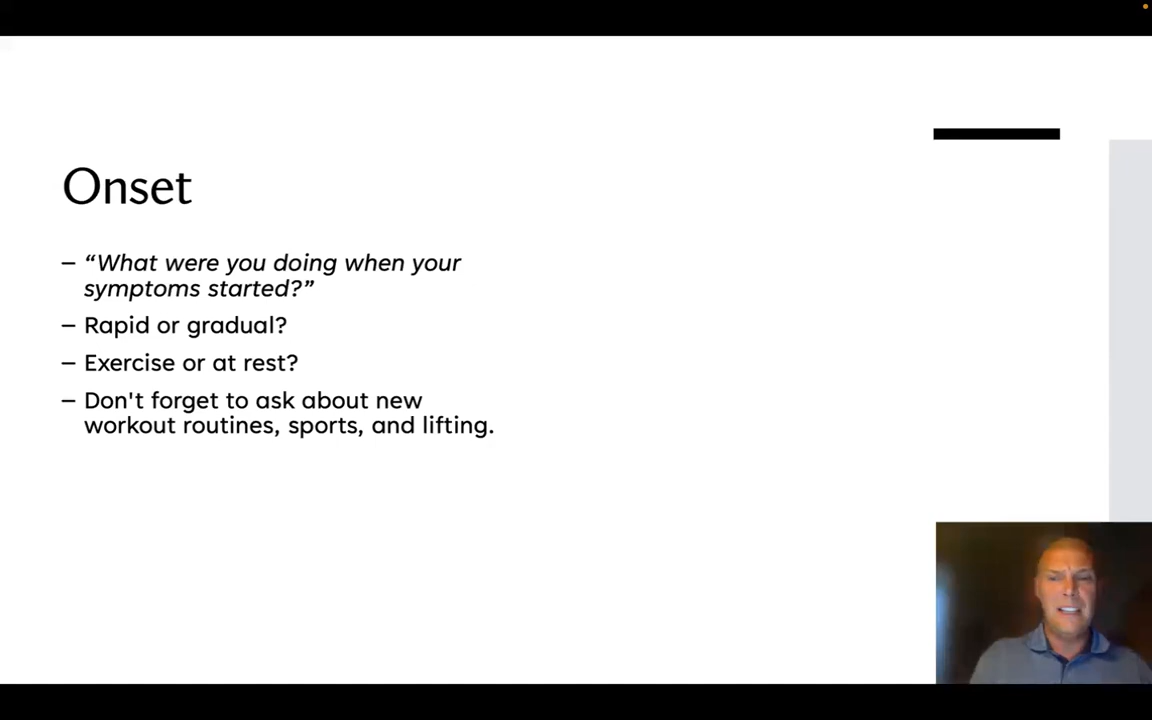 Onset
– “What were you doing when your
symptoms started?”
– Rapid or gradual?
– Exercise or at rest?
– Don't forget to ask about new
workout routines, sports, and lifting.